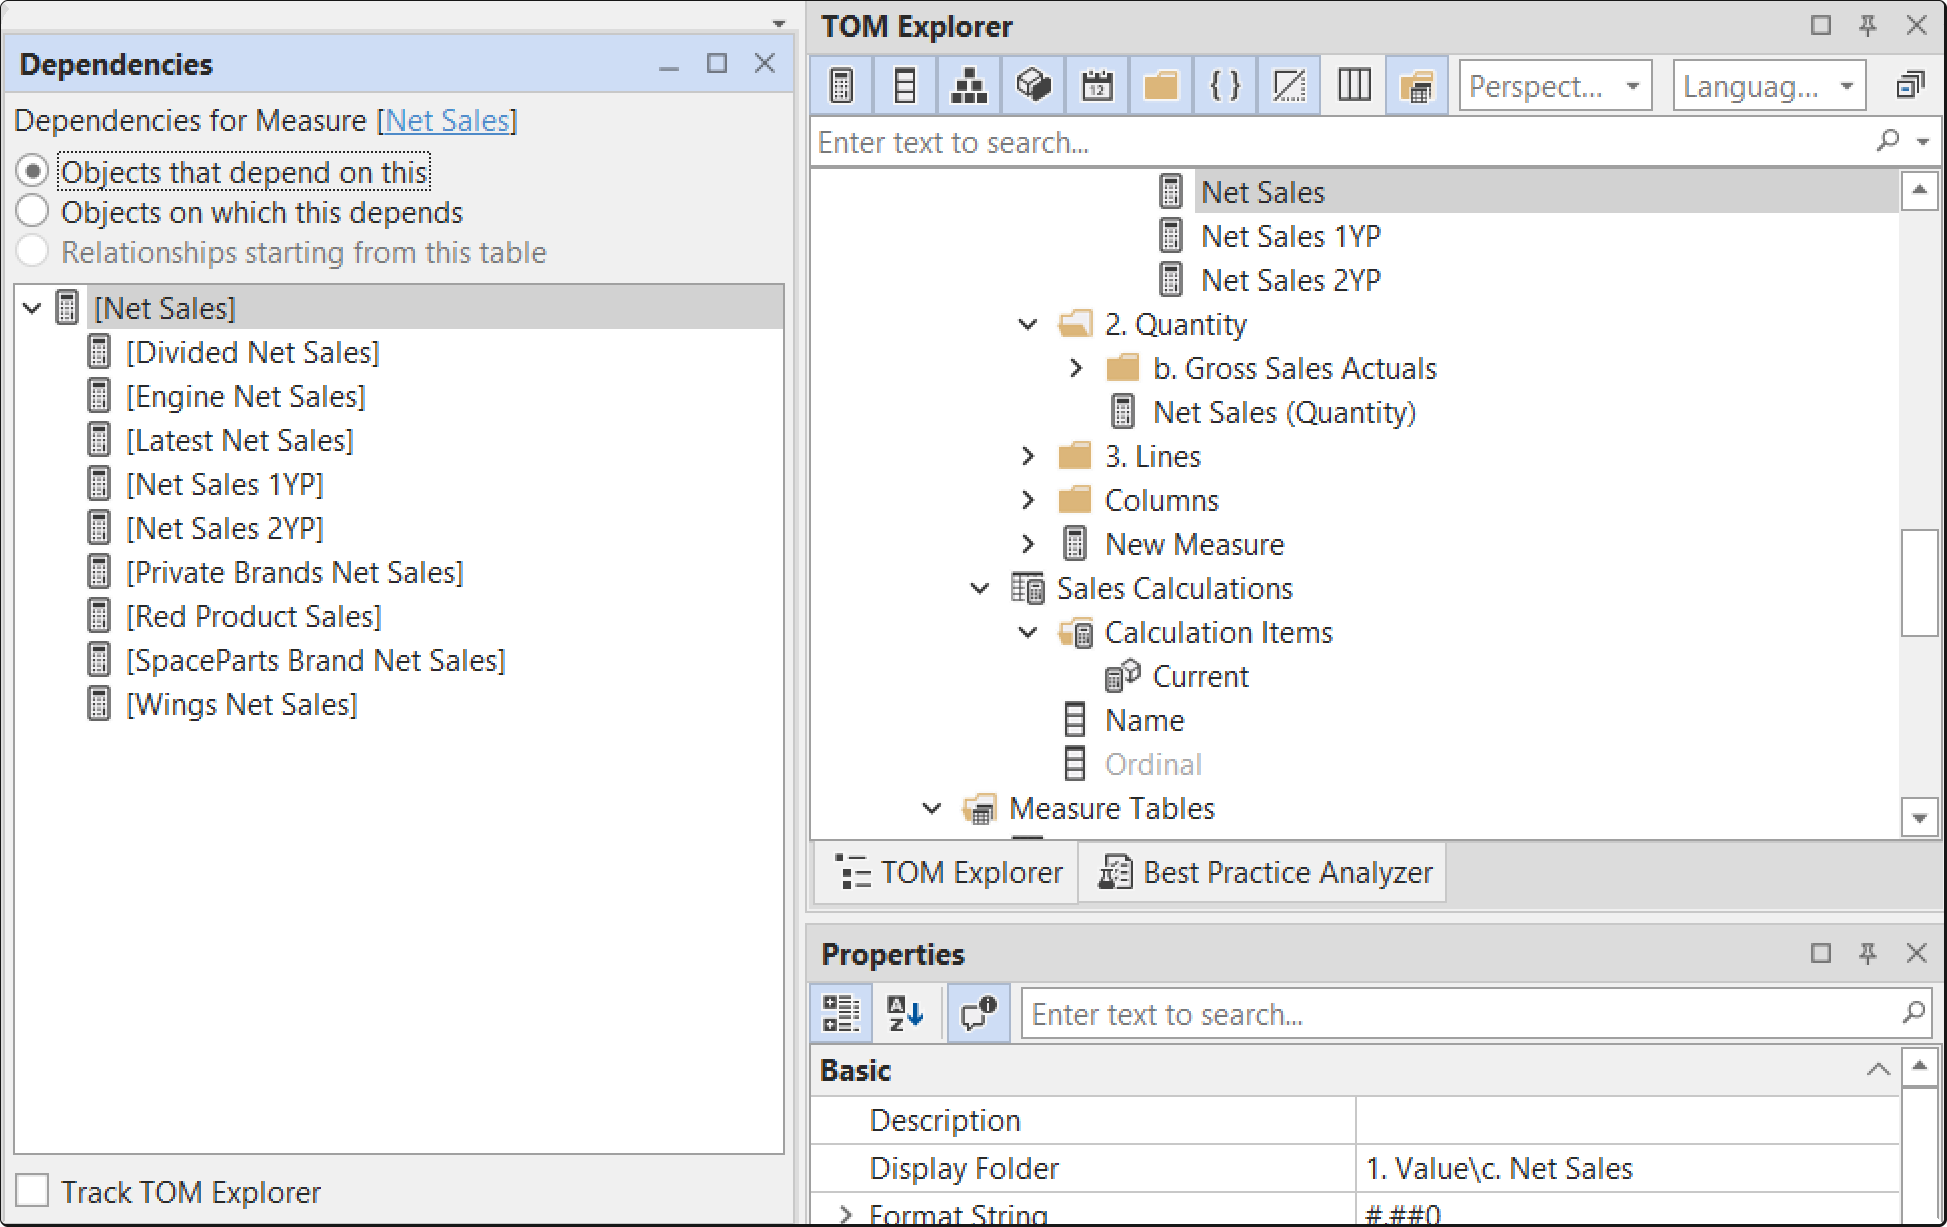 Dependencies
Dependencies for Measure [Net Sales]
Objects that depend on this
Objects on which this depends
Relationships starting from this table
[Net Sales]
[Divided Net Sales]
[Engine Net Sales]
[Latest Net Sales]
[Net Sales 1YP]
[Net Sales 2YP]
[Private Brands Net Sales]
[Red Product Sales]
[SpaceParts Brand Net Sales]
[Wings Net Sales]
Track TOM Explorer
TOM Explorer
12
{ }
Perspect...
Languag...
Enter text to search...
Net Sales
Net Sales 1YP
Net Sales 2YP
2. Quantity
b. Gross Sales Actuals
Net Sales (Quantity)
3. Lines
Columns
New Measure
Sales Calculations
Calculation Items
Current
Name
Ordinal
Measure Tables
TOM Explorer
Best Practice Analyzer
Properties
A
Z
Enter text to search...
Basic
Description
Display Folder 1. Value\c. Net Sales
Format String #,##0